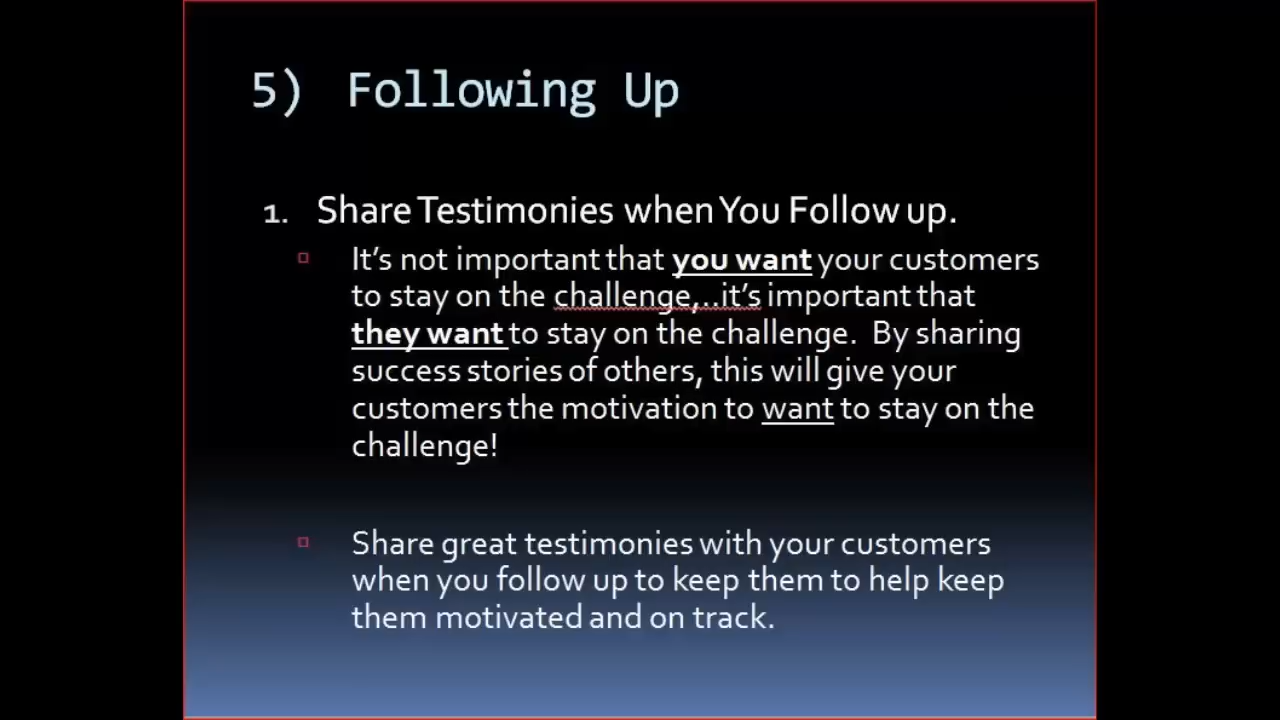 5) Following Up
1. Share Testimonies when You Follow up.
It’s not important that you want your customers
to stay on the challenge,…it’s important that
they want to stay on the challenge. By sharing
success stories of others, this will give your
customers the motivation to want to stay on the
challenge!
Share great testimonies with your customers
when you follow up to keep them to help keep
them motivated and on track.